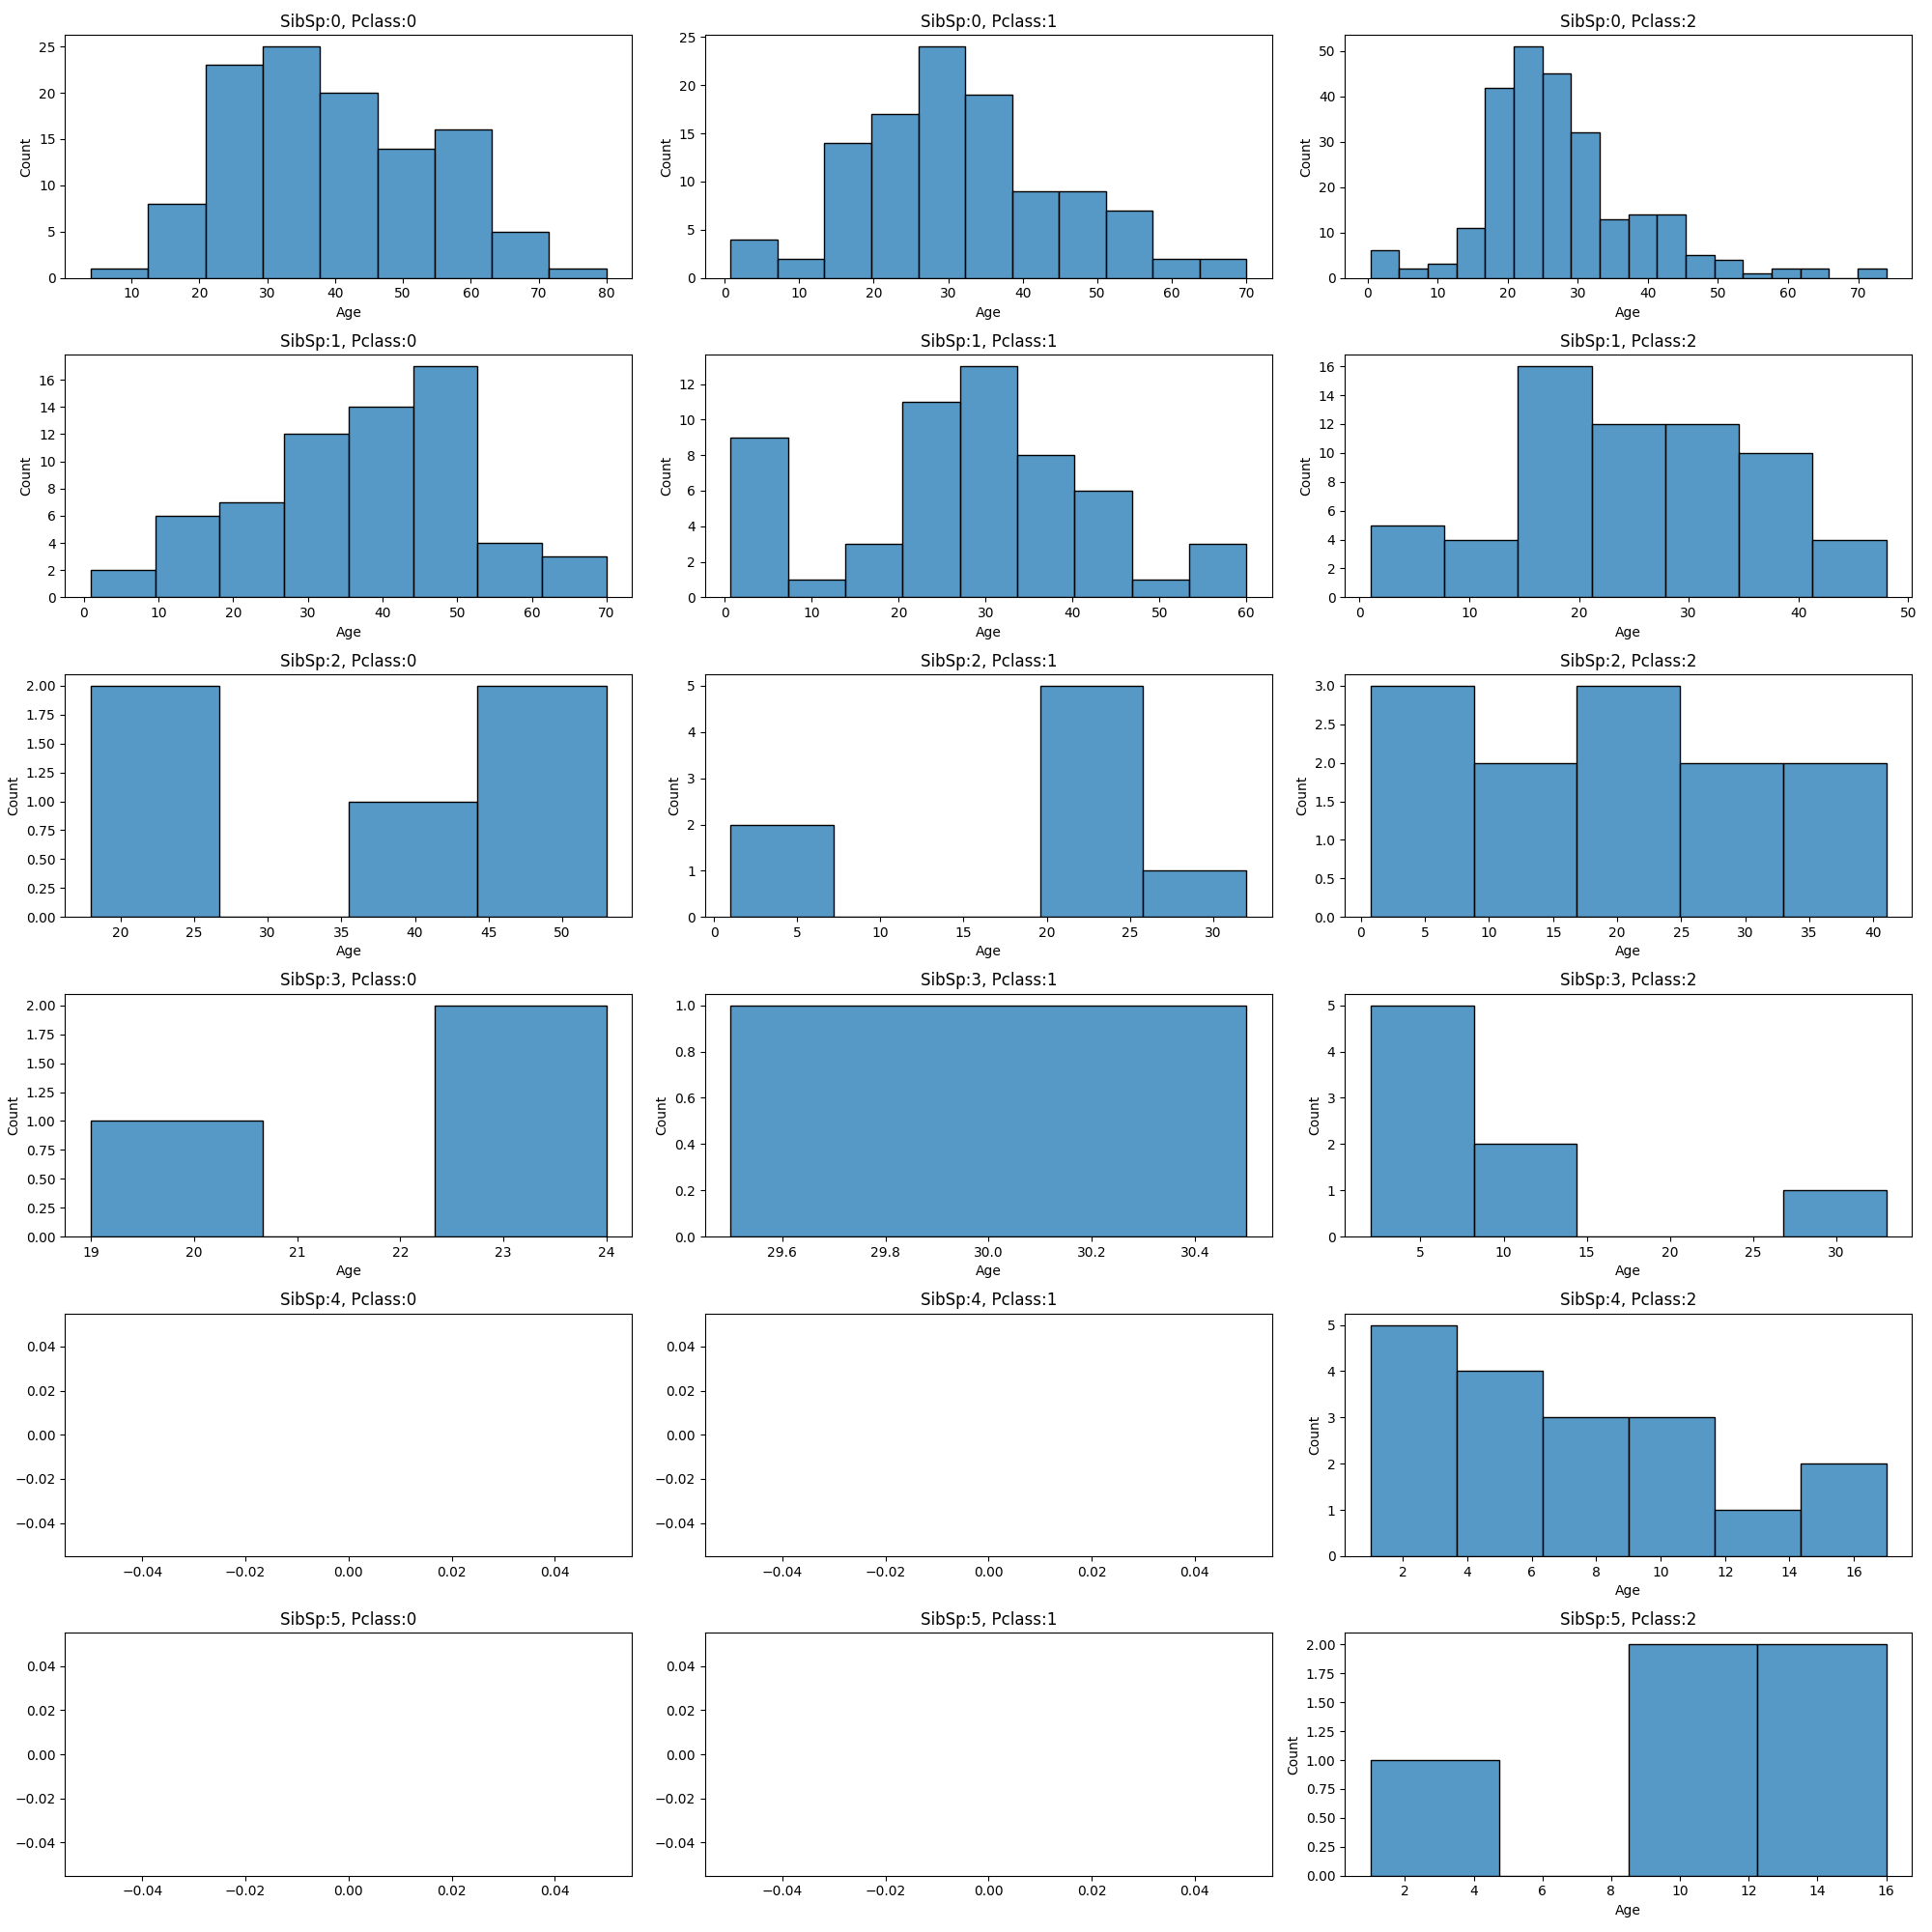 SibSp:0, Pclass:0
25
20
15
10
5
0
Count
10 20 30 40 50 60 70 80
Age
SibSp:0, Pclass:1
25
20
15
10
5
0
Count
0 10 20 30 40 50 60 70
Age
SibSp:0, Pclass:2
50
40
30
20
10
0
Count
0 10 20 30 40 50 60 70
Age
SibSp:1, Pclass:0
16
14
12
10
8
6
4
2
0
Count
0 10 20 30 40 50 60 70
Age
SibSp:1, Pclass:1
12
10
8
6
4
2
0
Count
0 10 20 30 40 50 60
Age
SibSp:1, Pclass:2
16
14
12
10
8
6
4
2
0
Count
0 10 20 30 40 50
Age
SibSp:2, Pclass:0
2.00
1.75
1.50
1.25
1.00
0.75
0.50
0.25
0.00
Count
20 25 30 35 40 45 50
Age
SibSp:2, Pclass:1
5
4
3
2
1
0
Count
0 5 10 15 20 25 30
Age
SibSp:2, Pclass:2
3.0
2.5
2.0
1.5
1.0
0.5
0.0
Count
0 5 10 15 20 25 30 35 40
Age
SibSp:3, Pclass:0
2.00
1.75
1.50
1.25
1.00
0.75
0.50
0.25
0.00
Count
19 20 21 22 23 24
Age
SibSp:3, Pclass:1
1.0
0.8
0.6
0.4
0.2
0.0
Count
29.6 29.8 30.0 30.2 30.4
Age
SibSp:3, Pclass:2
5
4
3
2
1
0
Count
5 10 15 20 25 30
Age
SibSp:4, Pclass:0
0.04
0.02
0.00
−0.02
−0.04
−0.04 −0.02 0.00 0.02 0.04
SibSp:4, Pclass:1
0.04
0.02
0.00
−0.02
−0.04
−0.04 −0.02 0.00 0.02 0.04
SibSp:4, Pclass:2
5
4
3
2
1
0
Count
2 4 6 8 10 12 14 16
Age
SibSp:5, Pclass:0
0.04
0.02
0.00
−0.02
−0.04
−0.04 −0.02 0.00 0.02 0.04
SibSp:5, Pclass:1
0.04
0.02
0.00
−0.02
−0.04
−0.04 −0.02 0.00 0.02 0.04
SibSp:5, Pclass:2
2.00
1.75
1.50
1.25
1.00
0.75
0.50
0.25
0.00
Count
2 4 6 8 10 12 14 16
Age